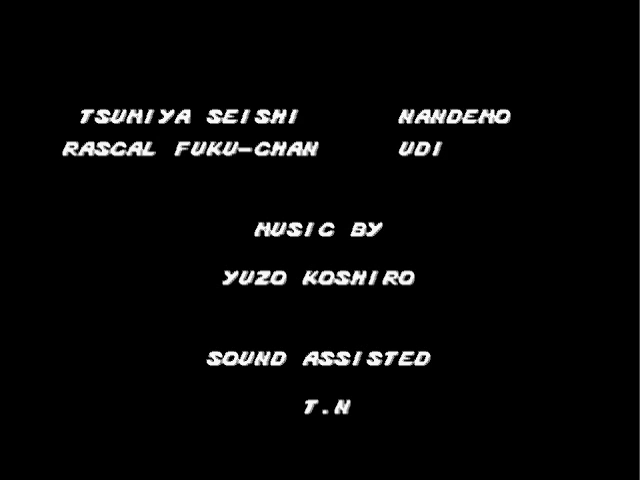 TSUMIYA SEISHI NANDEMO
RASCAL FUKU-CHAN UDI
MUSIC BY
YUZO KOSHIRO
SOUND ASSISTED
T.N